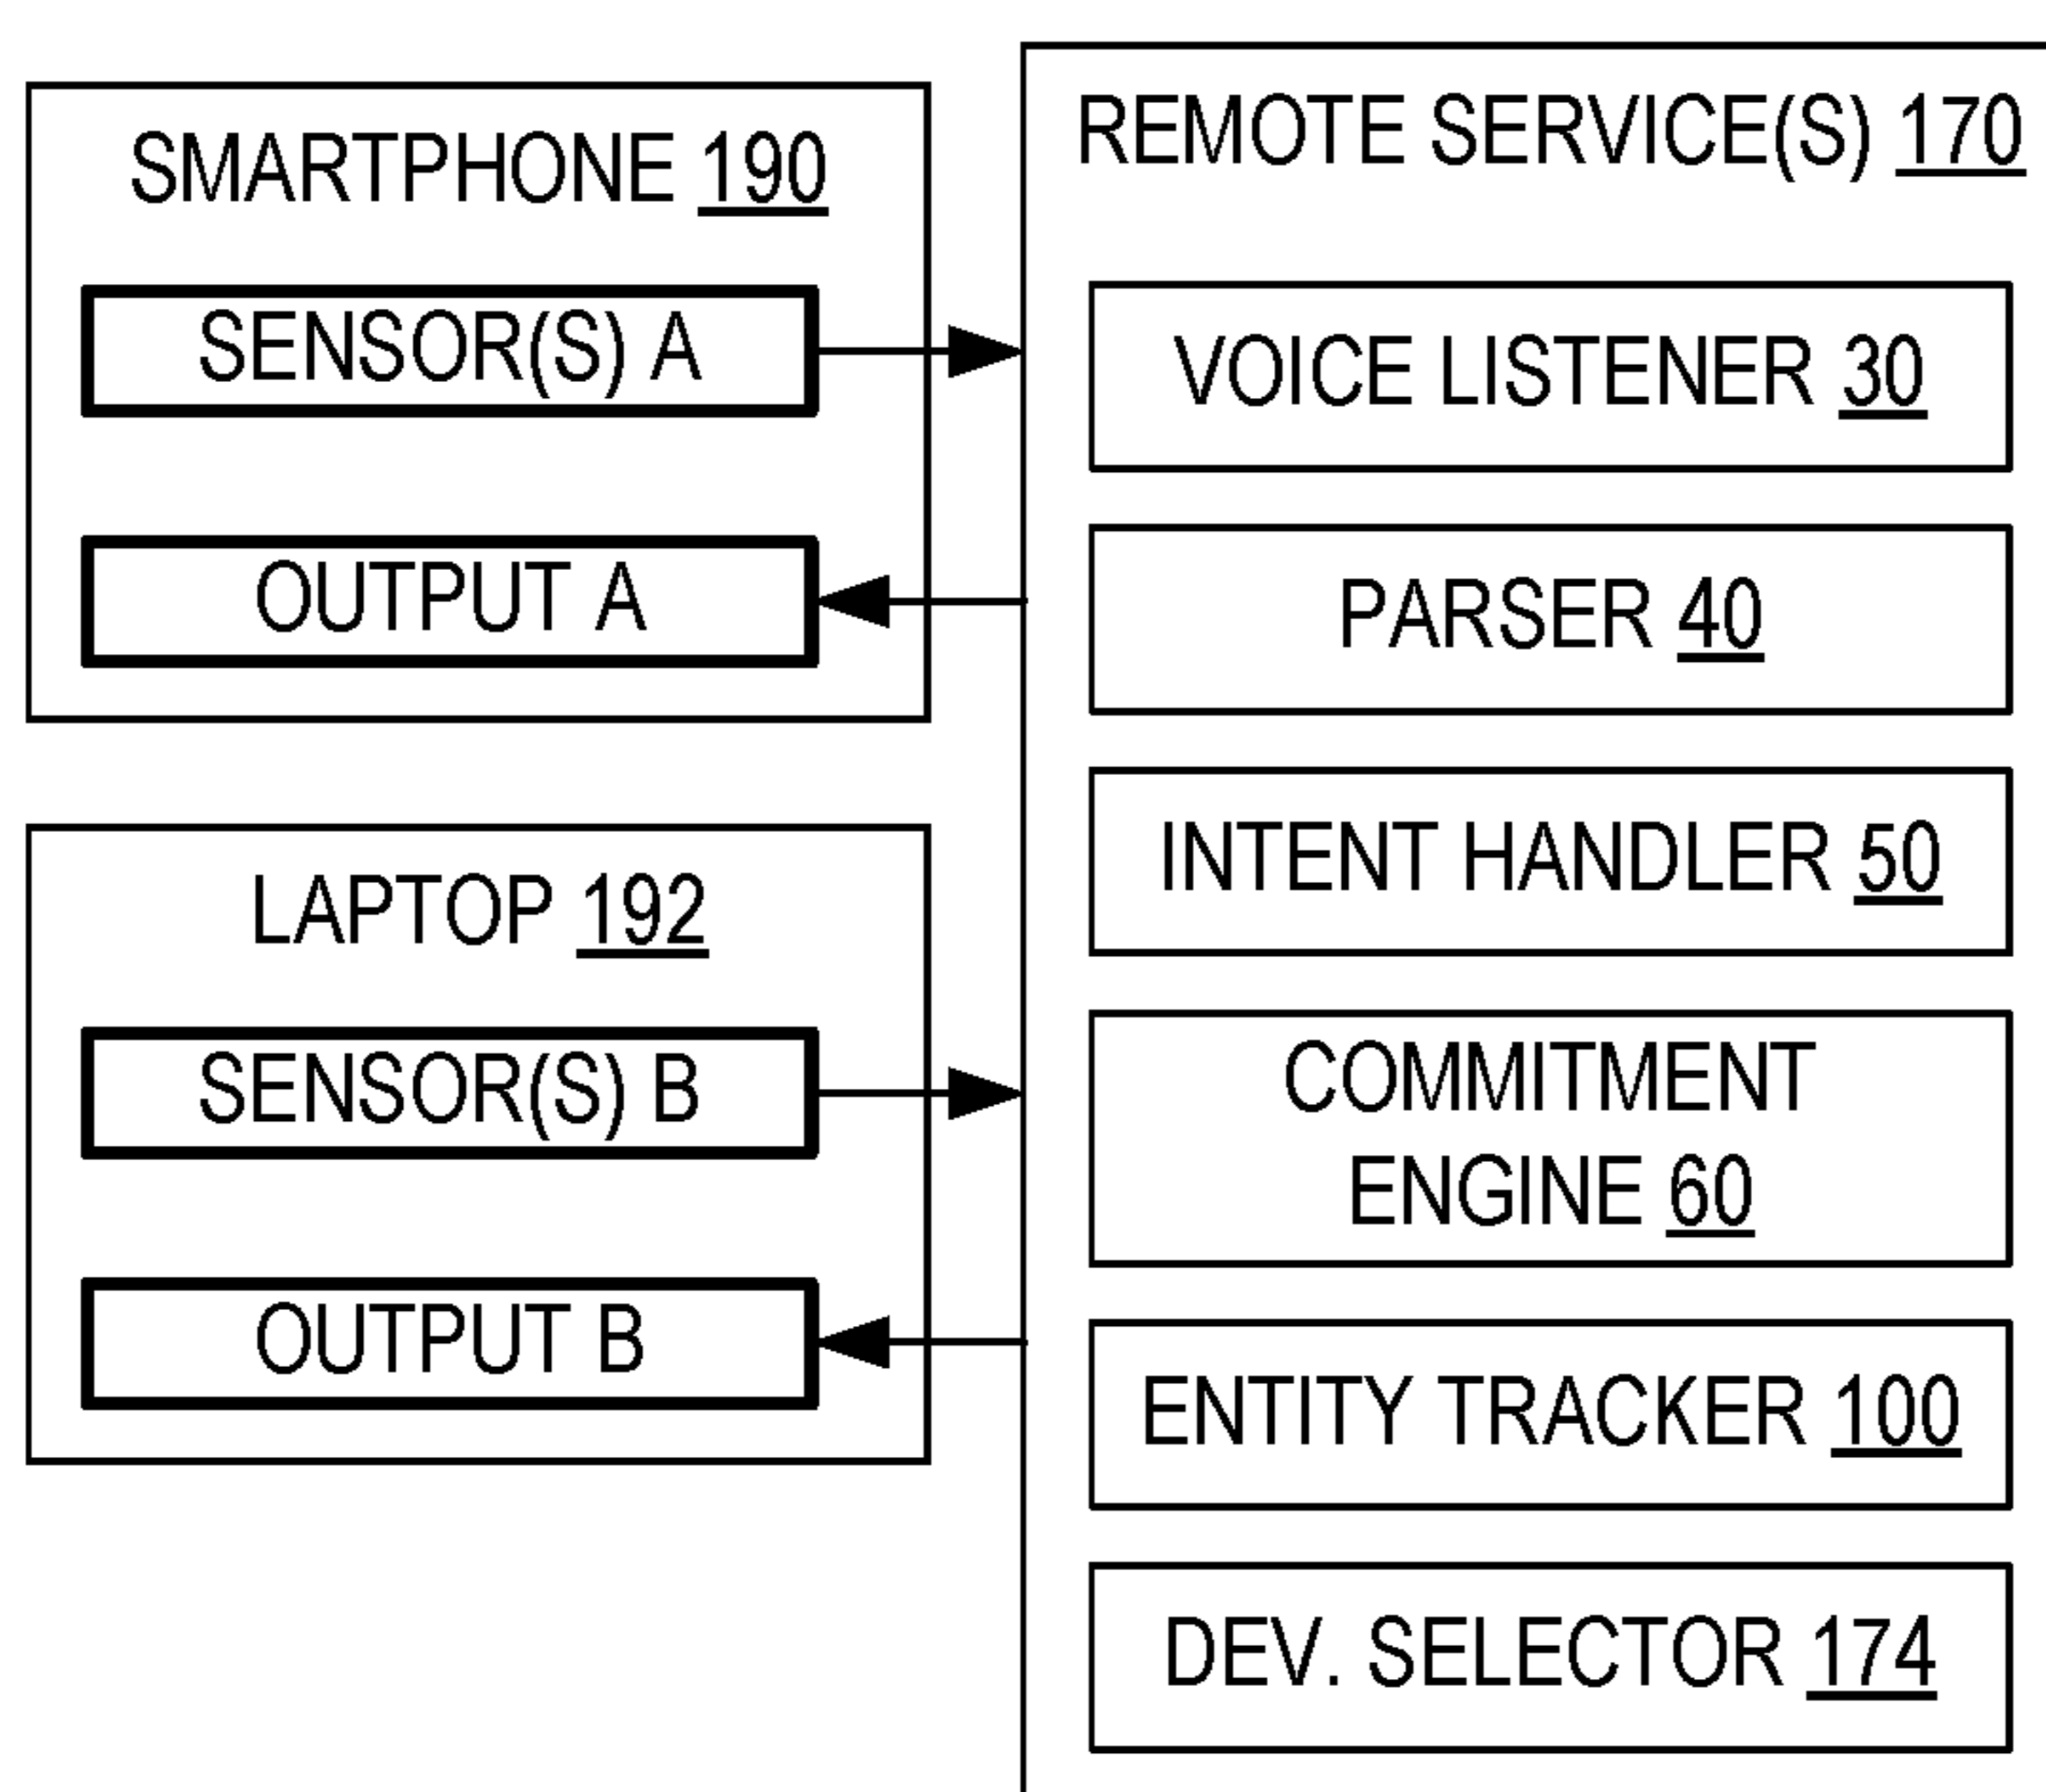 SMARTPHONE 190
SENSOR(S) A
OUTPUT A
LAPTOP 192
SENSOR(S) B
OUTPUT B
REMOTE SERVICE(S) 170
VOICE LISTENER 30
PARSER 40
INTENT HANDLER 50
COMMITMENT
ENGINE 60
ENTITY TRACKER 100
DEV. SELECTOR 174